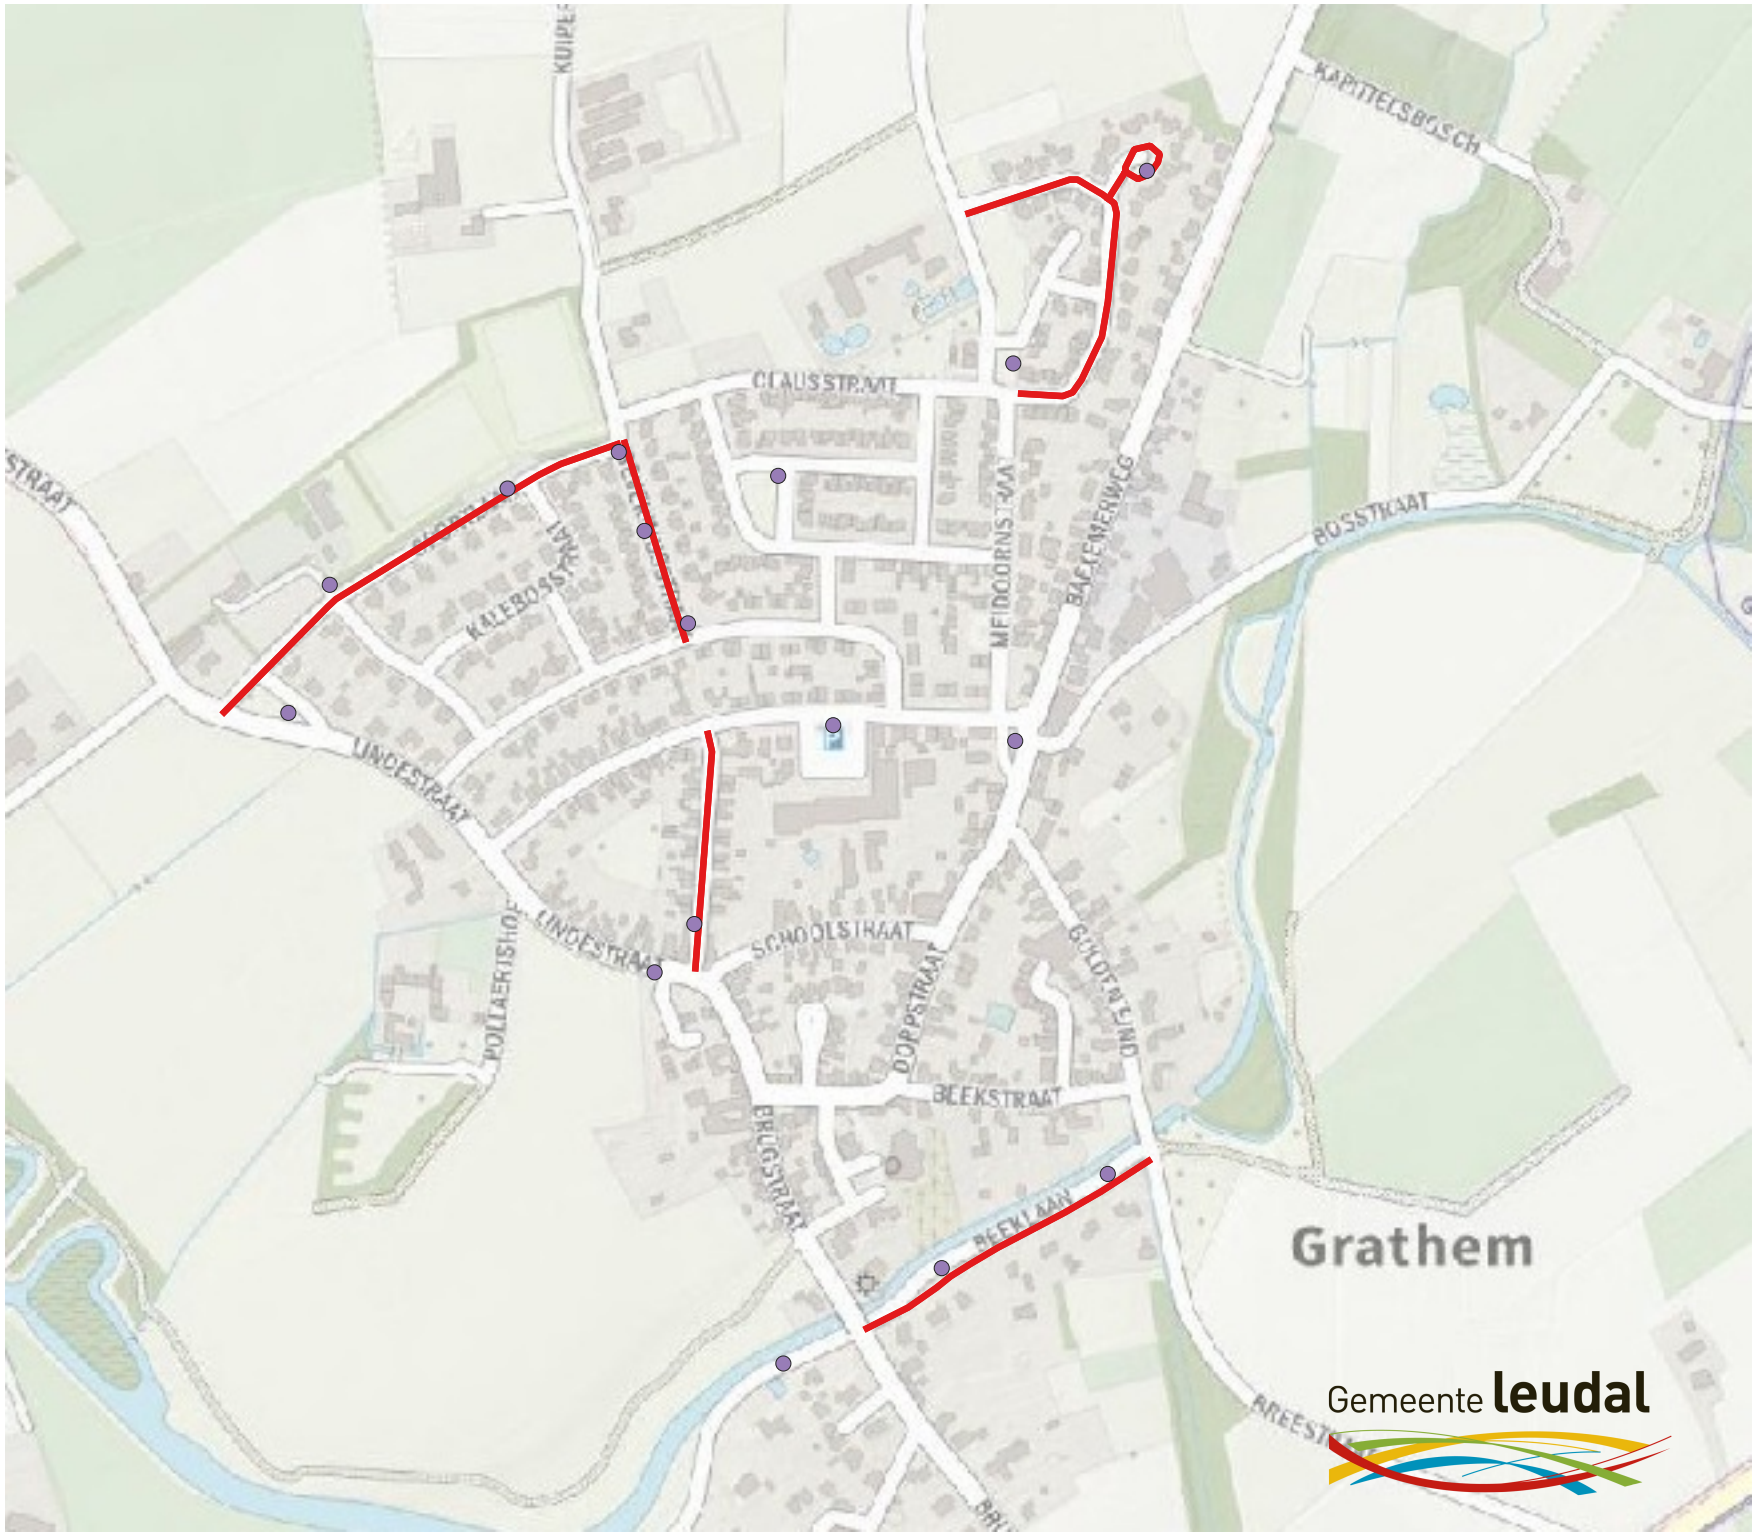 KAPITTELSBOSCH
CLAUSSTRAAT
STRAAT
MEIDOORNSTRAAT
BAEXEMERWEG
BOSSTRAAT
KALEBOSSTRAAT
LINDESTRAAT
POLLAERTSHOF
LINDESTRAAT
SCHOOLSTRAAT
DORPSTRAAT
BEEKSTRAAT
BRUGSTRAAT
BEEKLAAN
Grathem
Gemeente leudal